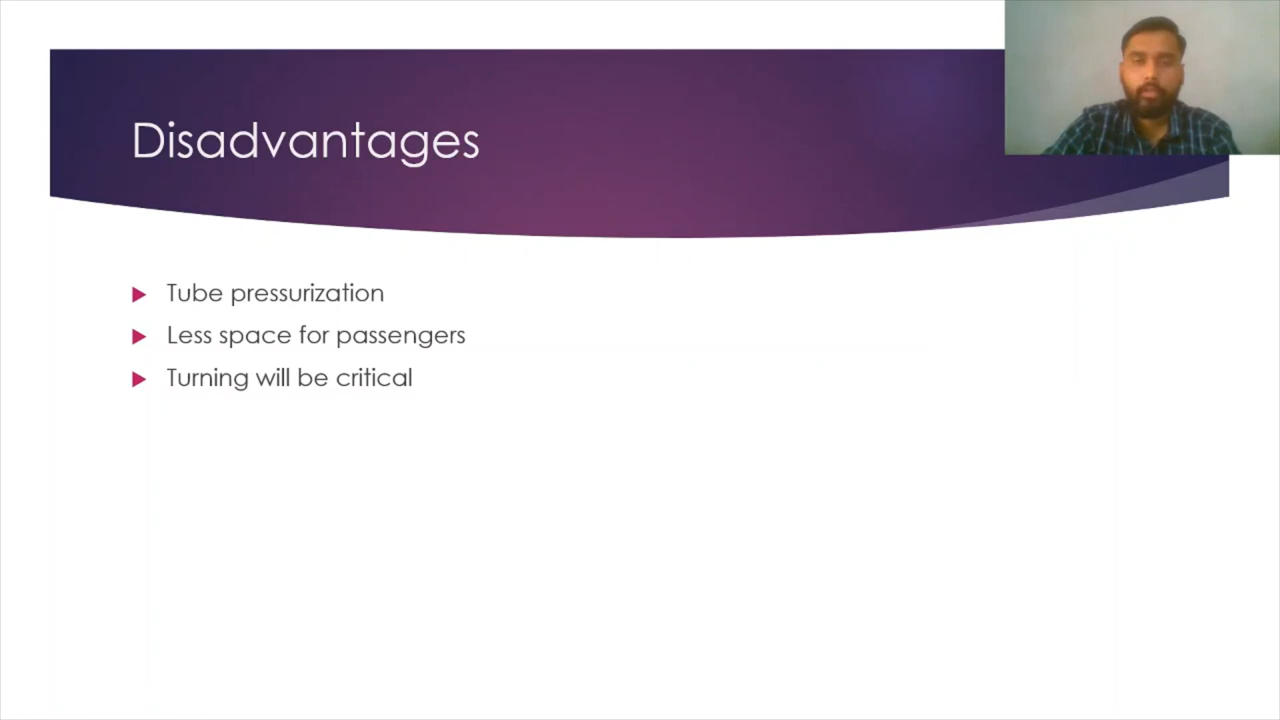 Disadvantages
Tube pressurization
Less space for passengers
Turning will be critical